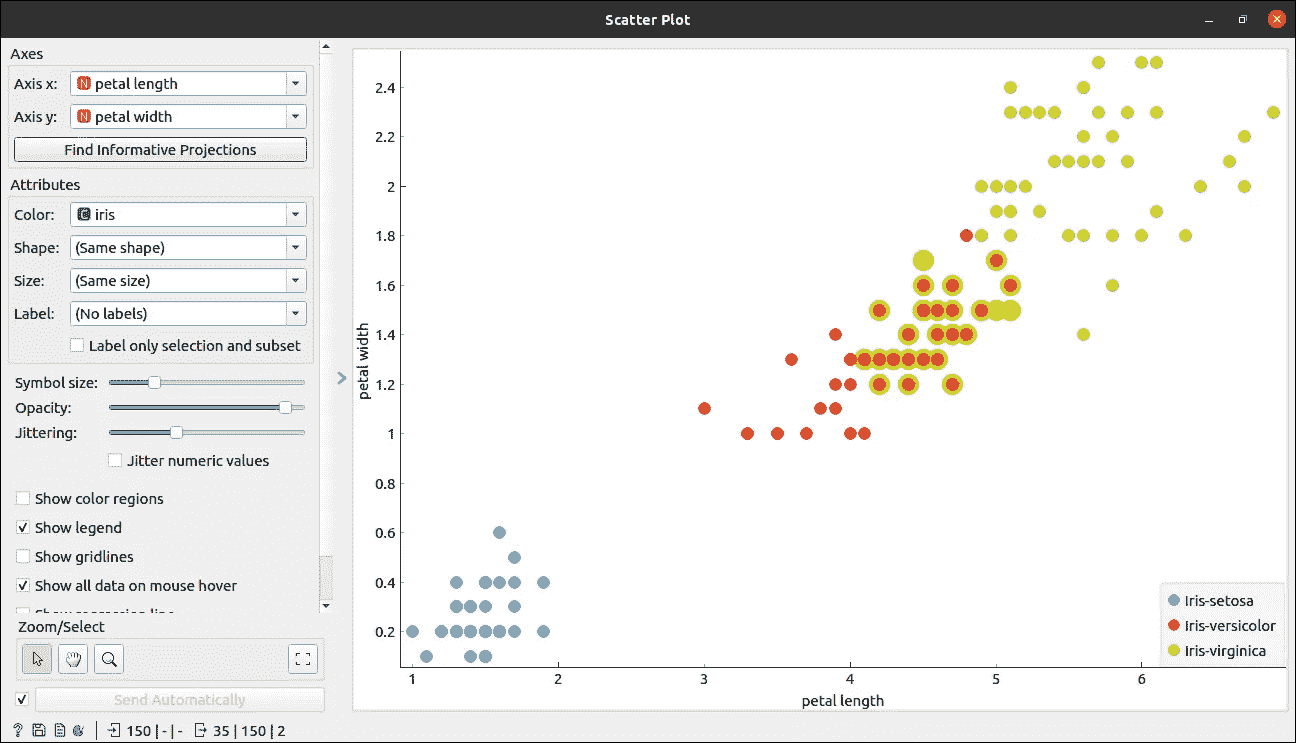 Scatter Plot
Axes
Axis x: N petal length
Axis y: N petal width
Find Informative Projections
Attributes
Color: C iris
Shape: (Same shape)
Size: (Same size)
Label: (No labels)
Label only selection and subset
Symbol size:
Opacity:
Jittering:
Jitter numeric values
Show color regions
Show legend
Show gridlines
Show all data on mouse hover
Zoom/Select
Send Automatically
? 150 | - | - 35 | 150 | 2
petal width
2.4
2.2
2
1.8
1.6
1.4
1.2
1
0.8
0.6
0.4
0.2
1 2 3 4 5 6
petal length
Iris-setosa
Iris-versicolor
Iris-virginica